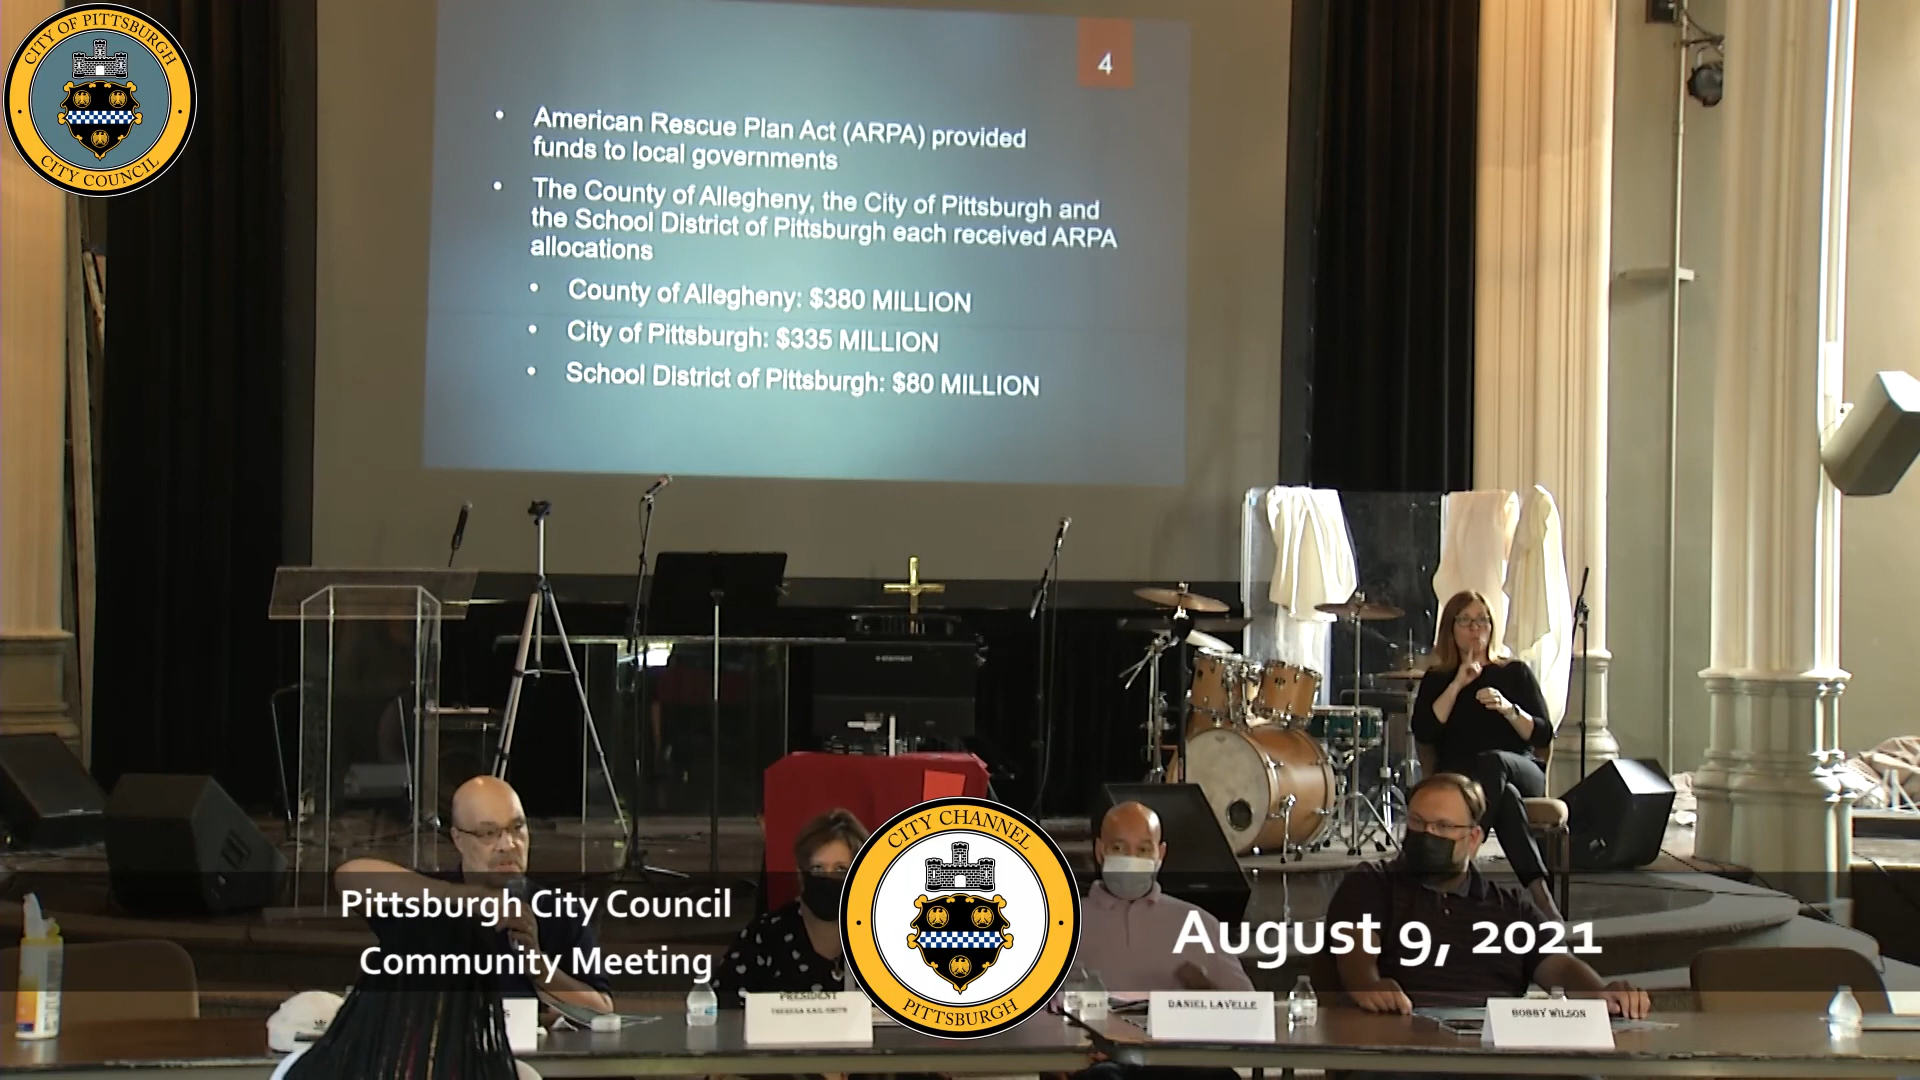 CITY OF PITTSBURGH
CITY COUNCIL
4
• American Rescue Plan Act (ARPA) provided
funds to local governments
• The County of Allegheny, the City of Pittsburgh and
the School District of Pittsburgh each received ARPA
allocations
• County of Allegheny: $380 MILLION
• City of Pittsburgh: $335 MILLION
• School District of Pittsburgh: $80 MILLION
Pittsburgh City Council
Community Meeting
CITY CHANNEL
PITTSBURGH
August 9, 2021
S
PRESIDENT
THERESA KAIL-SMITH
DANIEL LAVELLE
BOBBY WILSON